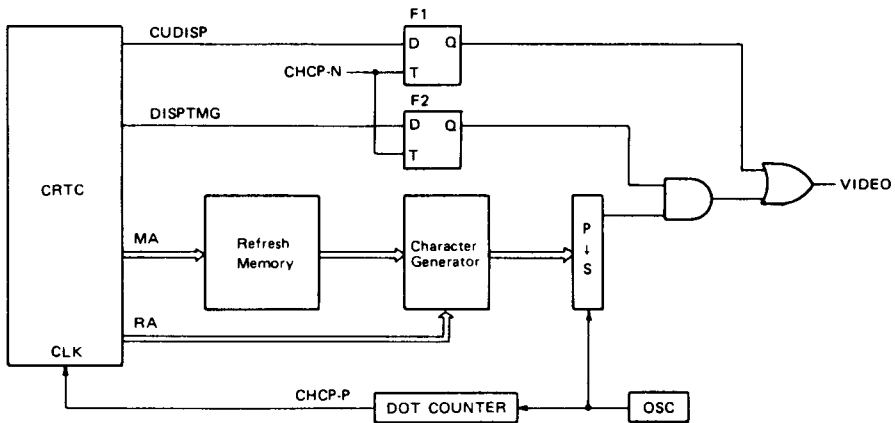 F1
CUDISP
D
Q
CHCP-N
T
F2
DISPTMG
D
Q
T
CRTC
VIDEO
MA
Refresh
Memory
Character
Generator
P
↓
S
RA
CLK
CHCP-P
DOT COUNTER
OSC